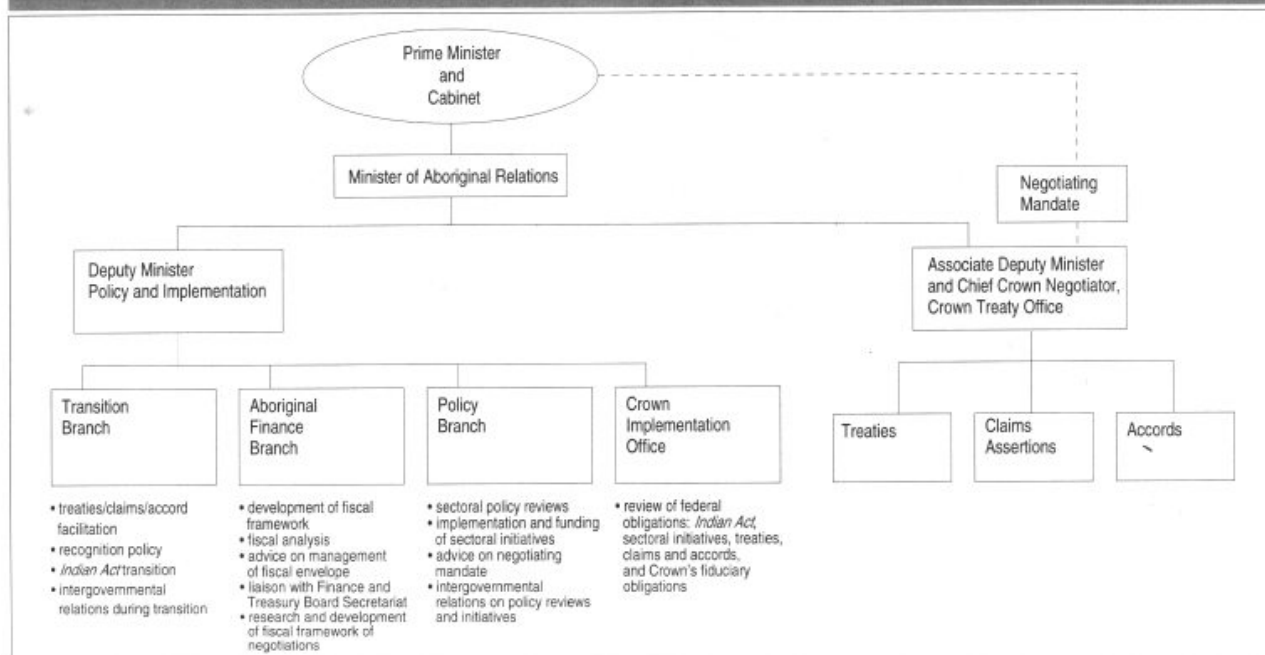 Prime Minister
and
Cabinet
Minister of Aboriginal Relations
Negotiating
Mandate
Deputy Minister
Policy and Implementation
Associate Deputy Minister
and Chief Crown Negotiator,
Crown Treaty Office
Transition
Branch
Aboriginal
Finance
Branch
Policy
Branch
Crown
Implementation
Office
Treaties
Claims
Assertions
Accords
• treaties/claims/accord
facilitation
• recognition policy
• Indian Act transition
• intergovernmental
relations during transition
• development of fiscal
framework
• fiscal analysis
• advice on management
of fiscal envelope
• liaison with Finance and
Treasury Board Secretariat
• research and development
of fiscal framework of
negotiations
• sectoral policy reviews
• implementation and funding
of sectoral initiatives
• advice on negotiating
mandate
• intergovernmental
relations on policy reviews
and initiatives
• review of federal
obligations: Indian Act,
sectoral initiatives, treaties,
claims and accords,
and Crown's fiduciary
obligations